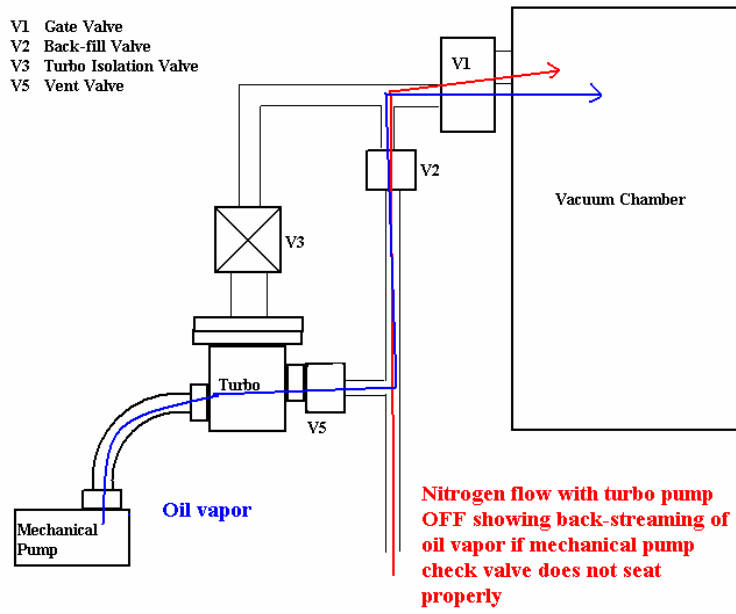 V1 Gate Valve
V2 Back-fill Valve
V3 Turbo Isolation Valve
V5 Vent Valve
V1
V2
Vacuum Chamber
V3
Turbo
V5
Oil vapor
Mechanical
Pump
Nitrogen flow with turbo pump
OFF showing back-streaming of
oil vapor if mechanical pump
check valve does not seat
properly